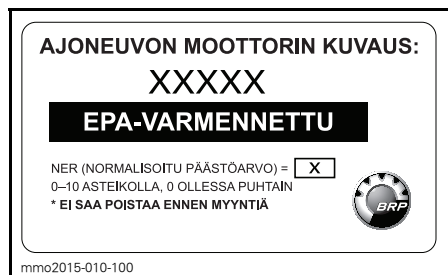 AJONEUVON MOOTTORIN KUVAUS:
XXXXX
EPA-VARMENNETTU
NER (NORMALISOITU PÄÄSTÖARVO) = X
0–10 ASTEIKOLLA, 0 OLLESSA PUHTAIN
* EI SAA POISTAA ENNEN MYYNTIÄ
BRP
mmo2015-010-100